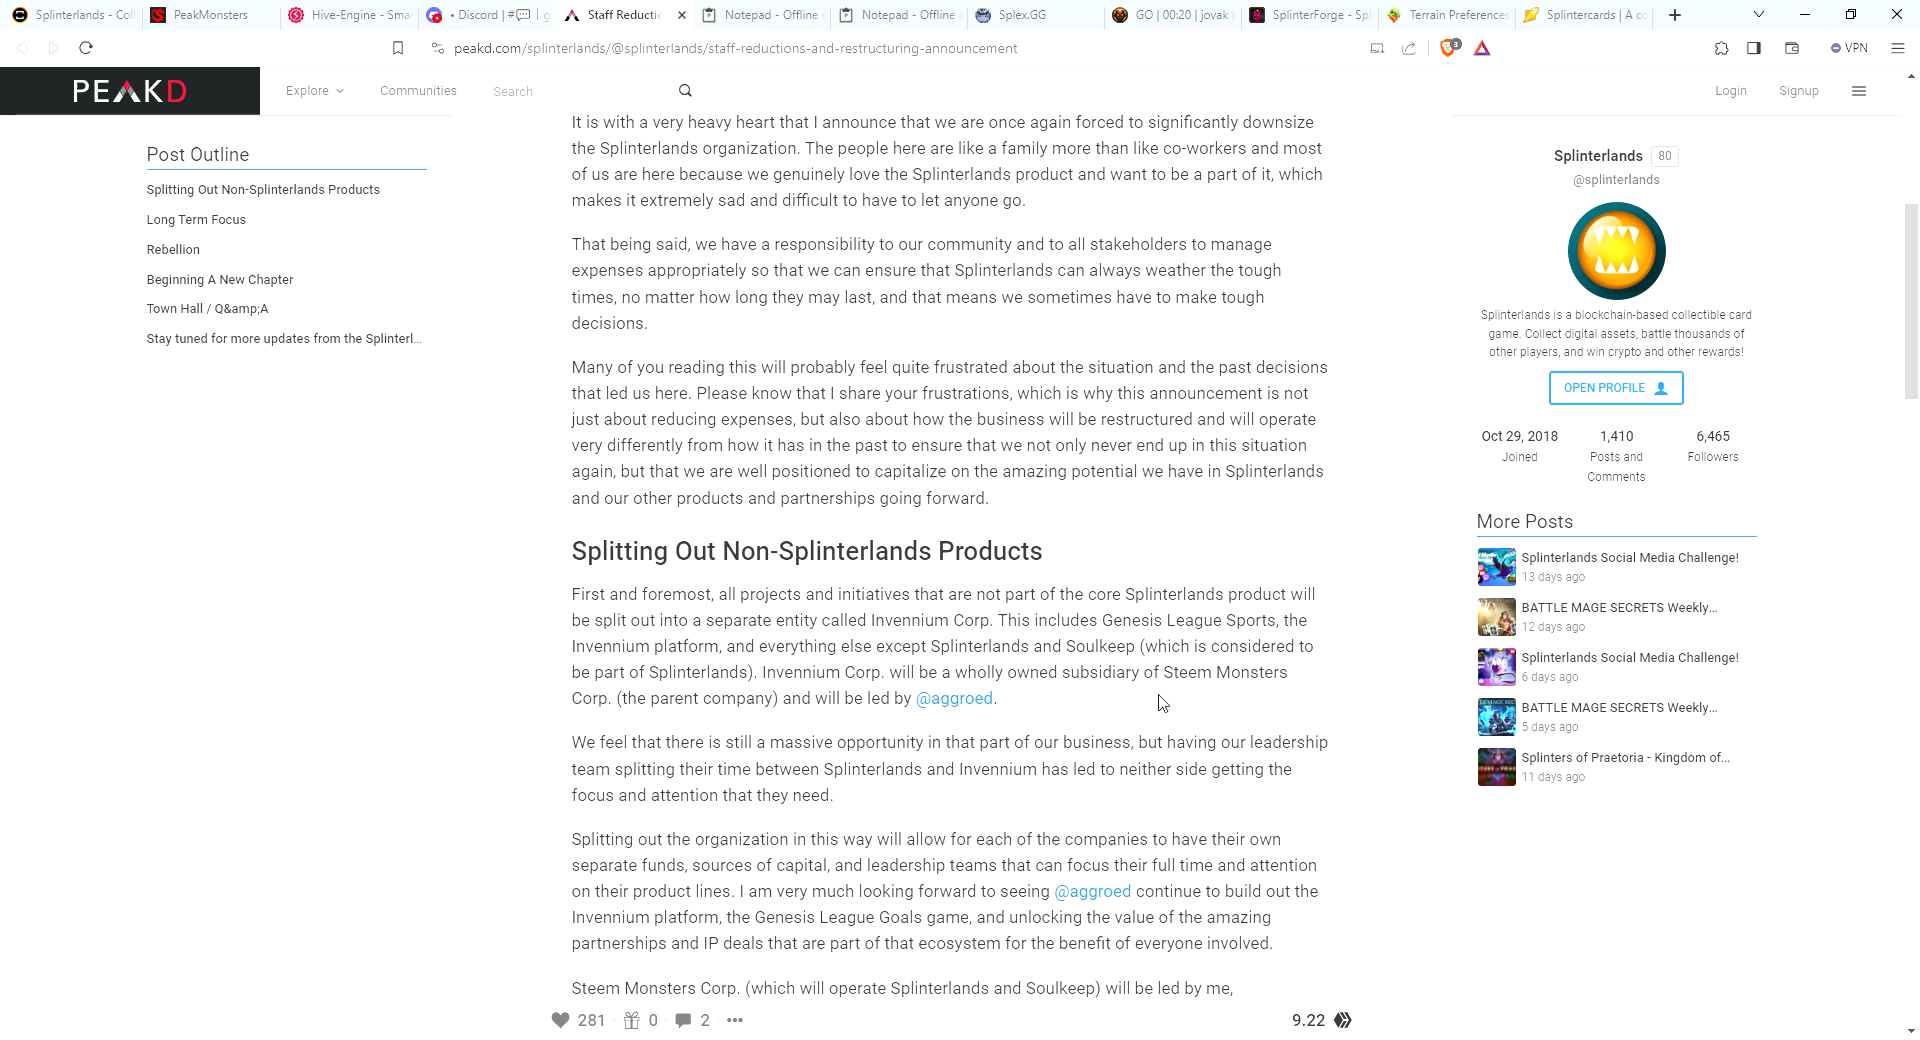 Splinterlands - Coll
PeakMonsters
Hive-Engine - Sma
• Discord | #
Staff Reductio
Notepad - Offline
Notepad - Offline
Splex.GG
GO | 00:20 | jovak
SplinterForge - Spl
Terrain Preferences
Splintercards | A co
peakd.com/splinterlands/@splinterlands/staff-reductions-and-restructuring-announcement
3
VPN
PEAKD
Explore
Communities
Search
Login
Signup
Post Outline
Splitting Out Non-Splinterlands Products
Long Term Focus
Rebellion
Beginning A New Chapter
Town Hall / Q&amp;A
Stay tuned for more updates from the Splinterl...
It is with a very heavy heart that I announce that we are once again forced to significantly downsize
the Splinterlands organization. The people here are like a family more than like co-workers and most
of us are here because we genuinely love the Splinterlands product and want to be a part of it, which
makes it extremely sad and difficult to have to let anyone go.
That being said, we have a responsibility to our community and to all stakeholders to manage
expenses appropriately so that we can ensure that Splinterlands can always weather the tough
times, no matter how long they may last, and that means we sometimes have to make tough
decisions.
Many of you reading this will probably feel quite frustrated about the situation and the past decisions
that led us here. Please know that I share your frustrations, which is why this announcement is not
just about reducing expenses, but also about how the business will be restructured and will operate
very differently from how it has in the past to ensure that we not only never end up in this situation
again, but that we are well positioned to capitalize on the amazing potential we have in Splinterlands
and our other products and partnerships going forward.
Splitting Out Non-Splinterlands Products
First and foremost, all projects and initiatives that are not part of the core Splinterlands product will
be split out into a separate entity called Invennium Corp. This includes Genesis League Sports, the
Invennium platform, and everything else except Splinterlands and Soulkeep (which is considered to
be part of Splinterlands). Invennium Corp. will be a wholly owned subsidiary of Steem Monsters
Corp. (the parent company) and will be led by @aggroed.
We feel that there is still a massive opportunity in that part of our business, but having our leadership
team splitting their time between Splinterlands and Invennium has led to neither side getting the
focus and attention that they need.
Splitting out the organization in this way will allow for each of the companies to have their own
separate funds, sources of capital, and leadership teams that can focus their full time and attention
on their product lines. I am very much looking forward to seeing @aggroed continue to build out the
Invennium platform, the Genesis League Goals game, and unlocking the value of the amazing
partnerships and IP deals that are part of that ecosystem for the benefit of everyone involved.
Steem Monsters Corp. (which will operate Splinterlands and Soulkeep) will be led by me,
281
0
2
9.22
Splinterlands 80
@splinterlands
Splinterlands is a blockchain-based collectible card
game. Collect digital assets, battle thousands of
other players, and win crypto and other rewards!
OPEN PROFILE
Oct 29, 2018
Joined
1,410
Posts and
Comments
6,465
Followers
More Posts
Splinterlands Social Media Challenge!
13 days ago
BATTLE MAGE SECRETS Weekly...
12 days ago
Splinterlands Social Media Challenge!
6 days ago
BATTLE MAGE SECRETS Weekly...
5 days ago
Splinters of Praetoria - Kingdom of...
11 days ago